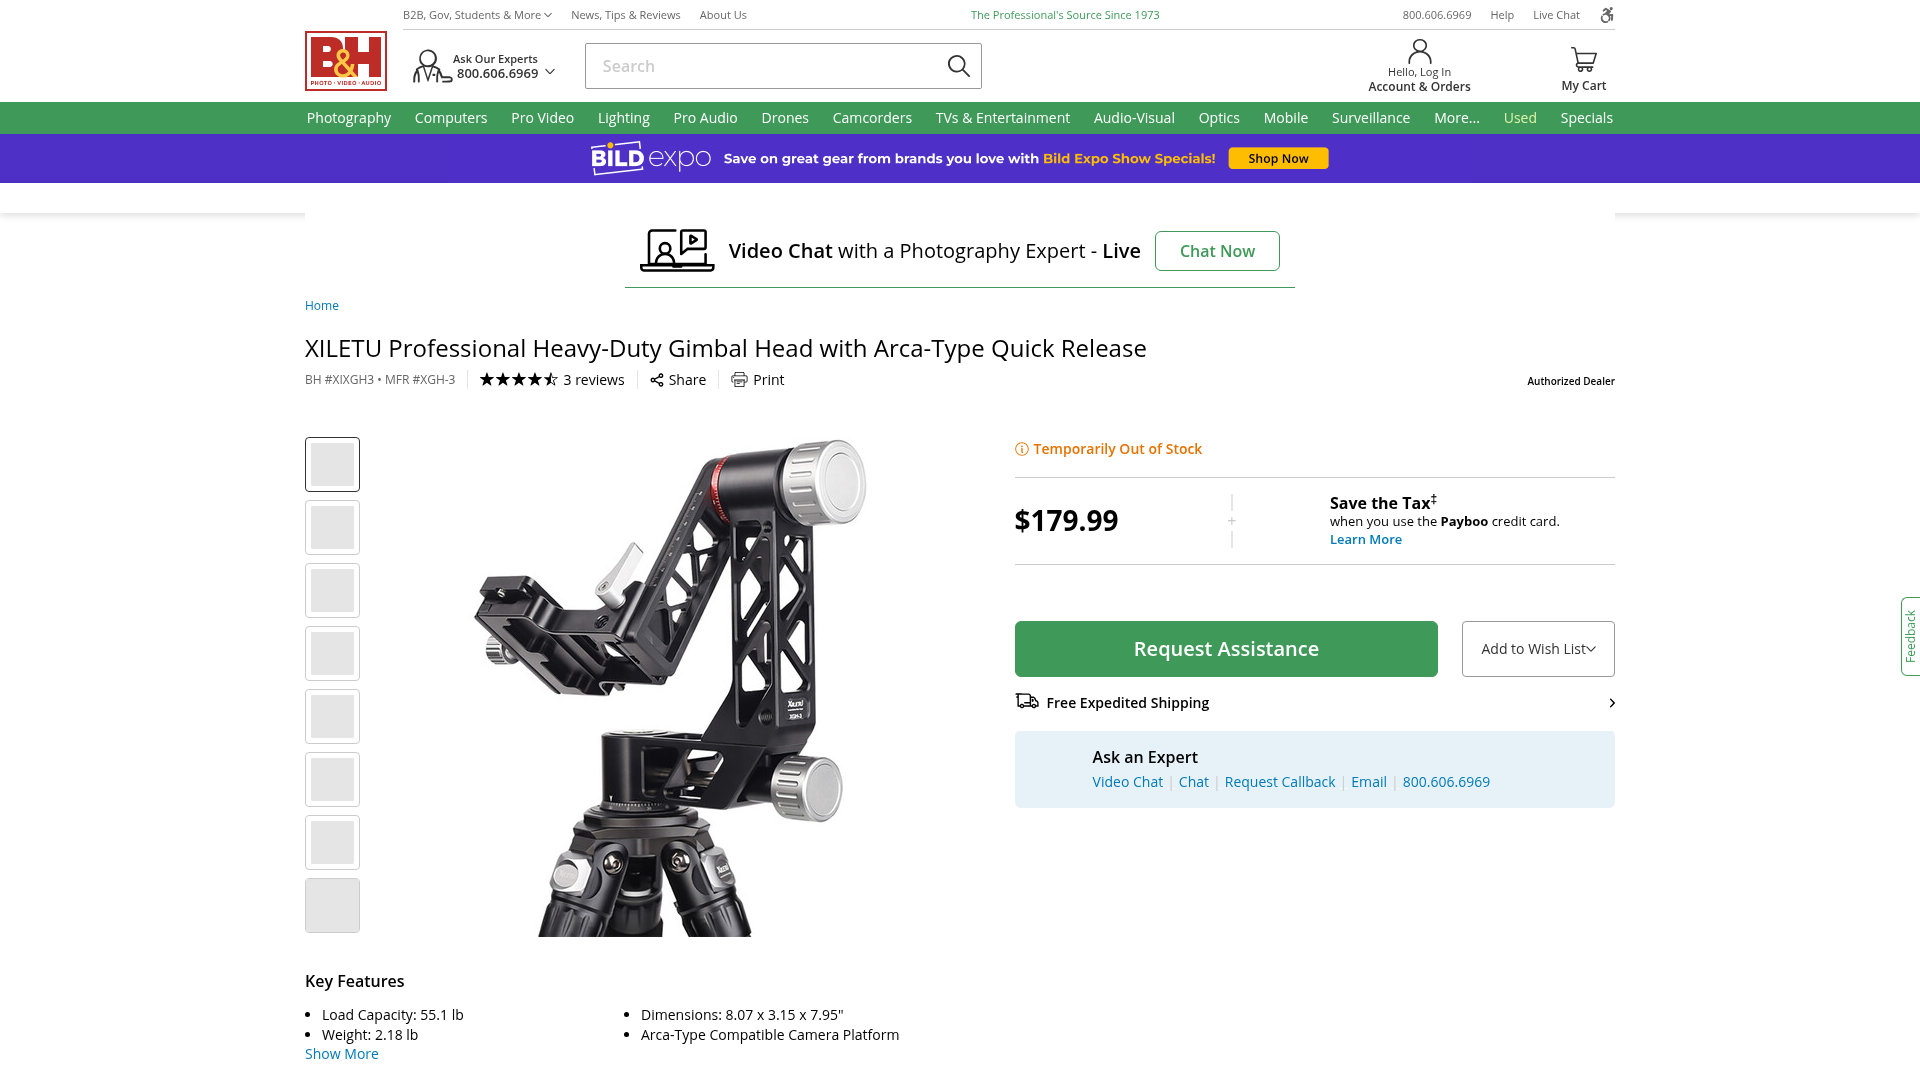 B2B, Gov, Students & More
News, Tips & Reviews
About Us
The Professional's Source Since 1973
800.606.6969
Help
Live Chat
B&H
PHOTO · VIDEO · AUDIO
Ask Our Experts
800.606.6969
Search
Hello, Log In
Account & Orders
My Cart
Photography
Computers
Pro Video
Lighting
Pro Audio
Drones
Camcorders
TVs & Entertainment
Audio-Visual
Optics
Mobile
Surveillance
More...
Used
Specials
BILD expo
Save on great gear from brands you love with Bild Expo Show Specials!
Shop Now
Video Chat with a Photography Expert - Live
Chat Now
Home
XILETU Professional Heavy-Duty Gimbal Head with Arca-Type Quick Release
BH #XIXGH3 • MFR #XGH-3
3 reviews
Share
Print
Authorized Dealer
Temporarily Out of Stock
$179.99
+
Save the Tax‡
when you use the Payboo credit card.
Learn More
Request Assistance
Add to Wish List
Free Expedited Shipping
Ask an Expert
Video Chat | Chat | Request Callback | Email | 800.606.6969
Feedback
XILETU
XGH-3
Key Features
Load Capacity: 55.1 lb
Weight: 2.18 lb
Dimensions: 8.07 x 3.15 x 7.95"
Arca-Type Compatible Camera Platform
Show More